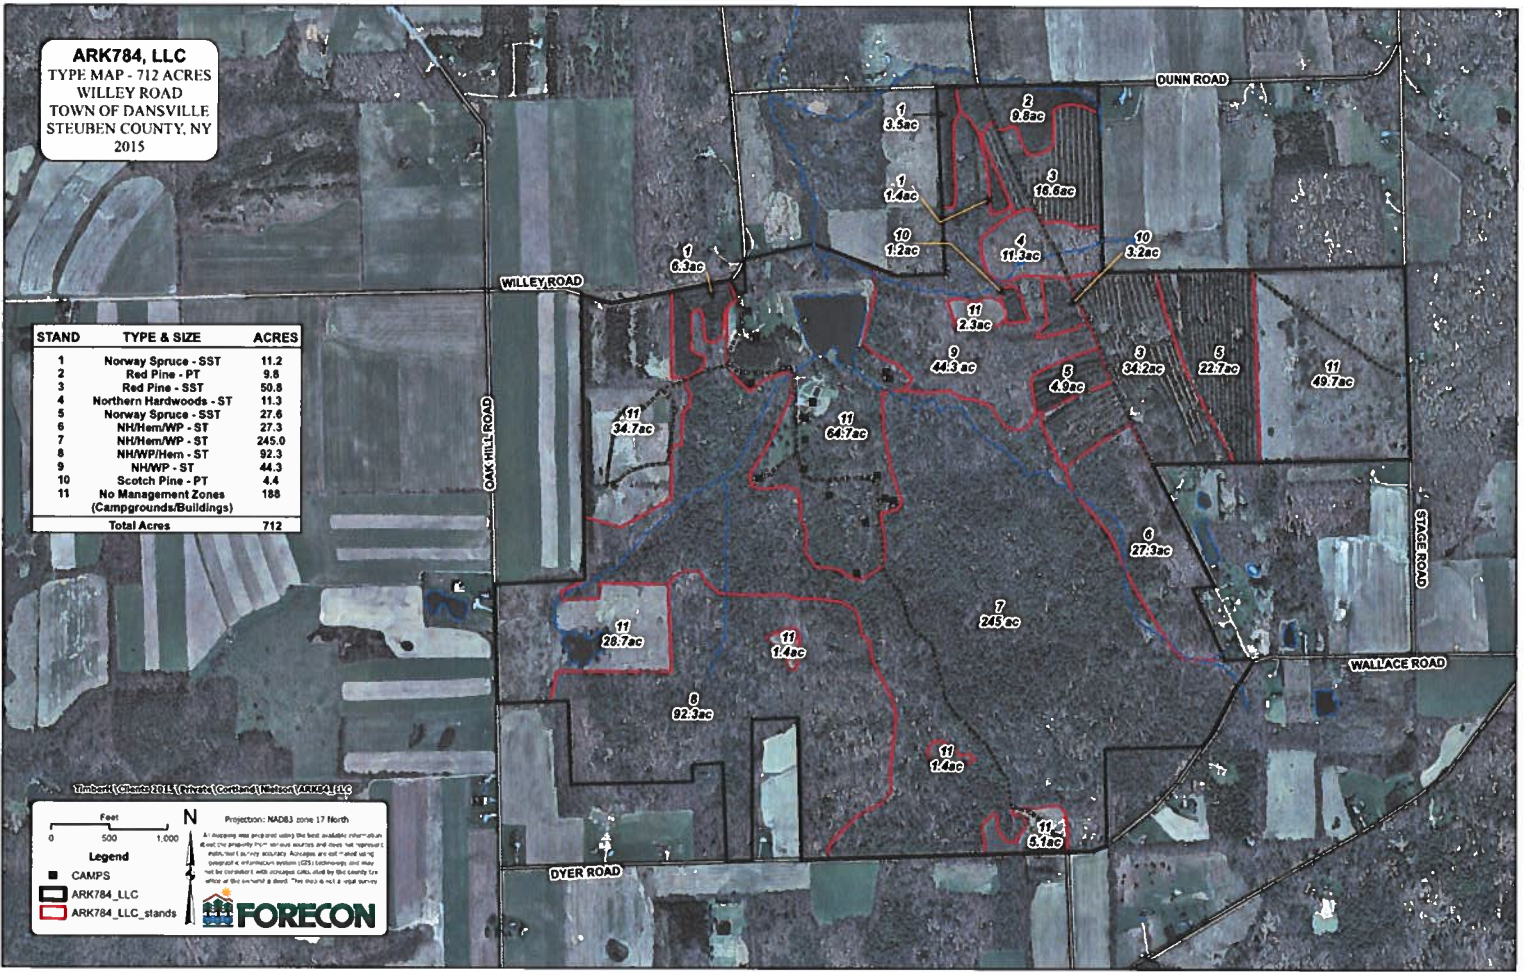 ARK784, LLC
TYPE MAP - 712 ACRES
WILLEY ROAD
TOWN OF DANSVILLE
STEUBEN COUNTY, NY
2015
DUNN ROAD
1
3.5ac
2
9.8ac
1
1.4ac
3
16.6ac
10
1.2ac
4
11.3ac
10
3.2ac
1
6.3ac
WILLEY ROAD
11
2.3ac
9
44.3 ac
5
4.9ac
3
34.2ac
5
22.7ac
11
49.7ac
STAND TYPE & SIZE ACRES
1 Norway Spruce - SST 11.2
2 Red Pine - PT 9.8
3 Red Pine - SST 50.8
4 Northern Hardwoods - ST 11.3
5 Norway Spruce - SST 27.6
6 NH/Hem/WP - ST 27.3
7 NH/Hem/WP - ST 245.0
8 NH/WP/Hem - ST 92.3
9 NH/WP - ST 44.3
10 Scotch Pine - PT 4.4
11 No Management Zones 188
(Campgrounds/Buildings)
Total Acres 712
OAK HILL ROAD
11
34.7ac
11
64.7ac
STAGE ROAD
6
27.3ac
7
245 ac
11
28.7ac
11
1.4ac
WALLACE ROAD
8
92.3ac
11
1.4ac
11
5.1ac
DYER ROAD
Feet
0 500 1,000
N
Projection: NAD83 zone 17 North
Legend
CAMPS
ARK784_LLC
ARK784_LLC_stands
FORECON